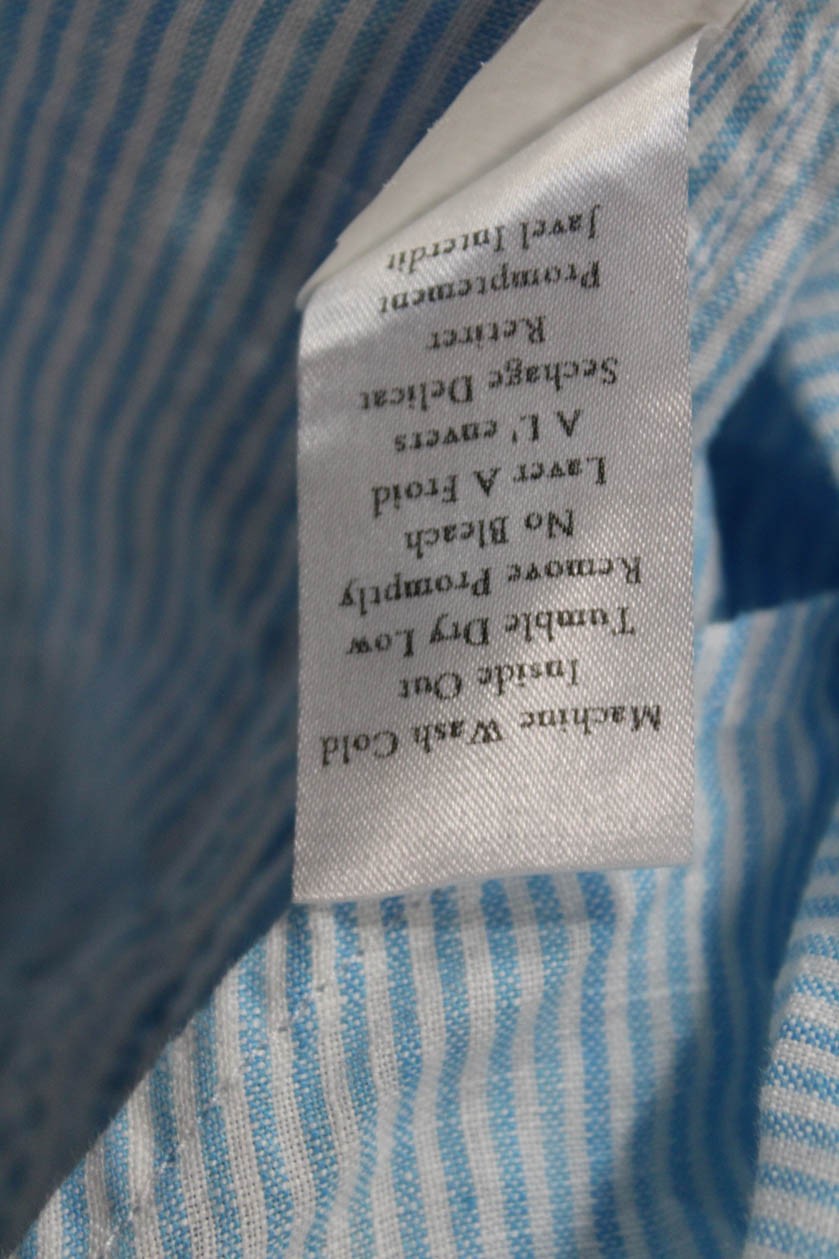 Machine Wash Cold
Inside Out
Tumble Dry Low
Remove Promptly
No Bleach
Laver A Froid
A L' envers
Sechage Delicat
Retirer
Promptement
Javel Interdit